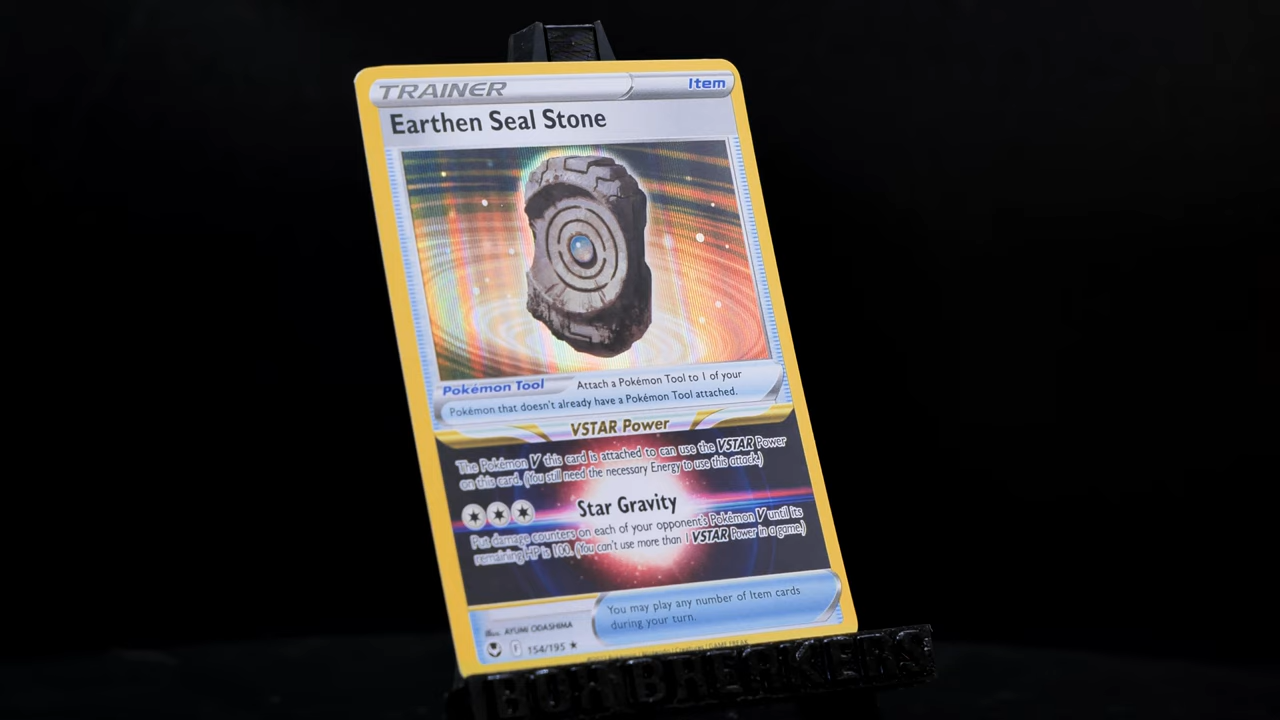 TRAINER
Item
Earthen Seal Stone
Pokémon Tool
Attach a Pokémon Tool to 1 of your
Pokémon that doesn't already have a Pokémon Tool attached.
VSTAR Power
The Pokémon V this card is attached to can use the VSTAR Power
on this card. (You still need the necessary Energy to use this attack.)
Star Gravity
Put damage counters on each of your opponent's Pokémon V until its
remaining HP is 100. (You can't use more than 1 VSTAR Power in a game.)
You may play any number of Item cards
during your turn.
Illus. AYUMI ODASHIMA
F 154/195 ★
GAME FREAK
BOXBREAKERS